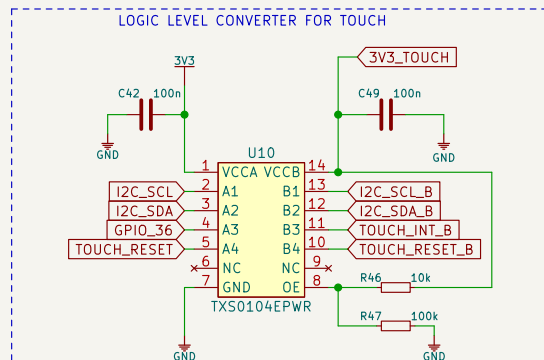 LOGIC LEVEL CONVERTER FOR TOUCH
3V3
3V3_TOUCH
C42 100n
C49 100n
GND
GND
U10
1 VCCA VCCB 14
I2C_SCL 2 A1 B1 13 I2C_SCL_B
I2C_SDA 3 A2 B2 12 I2C_SDA_B
GPIO_36 4 A3 B3 11 TOUCH_INT_B
TOUCH_RESET 5 A4 B4 10 TOUCH_RESET_B
6 NC NC 9
7 GND OE 8
R46 10k
TXS0104EPWR
R47 100k
GND
GND